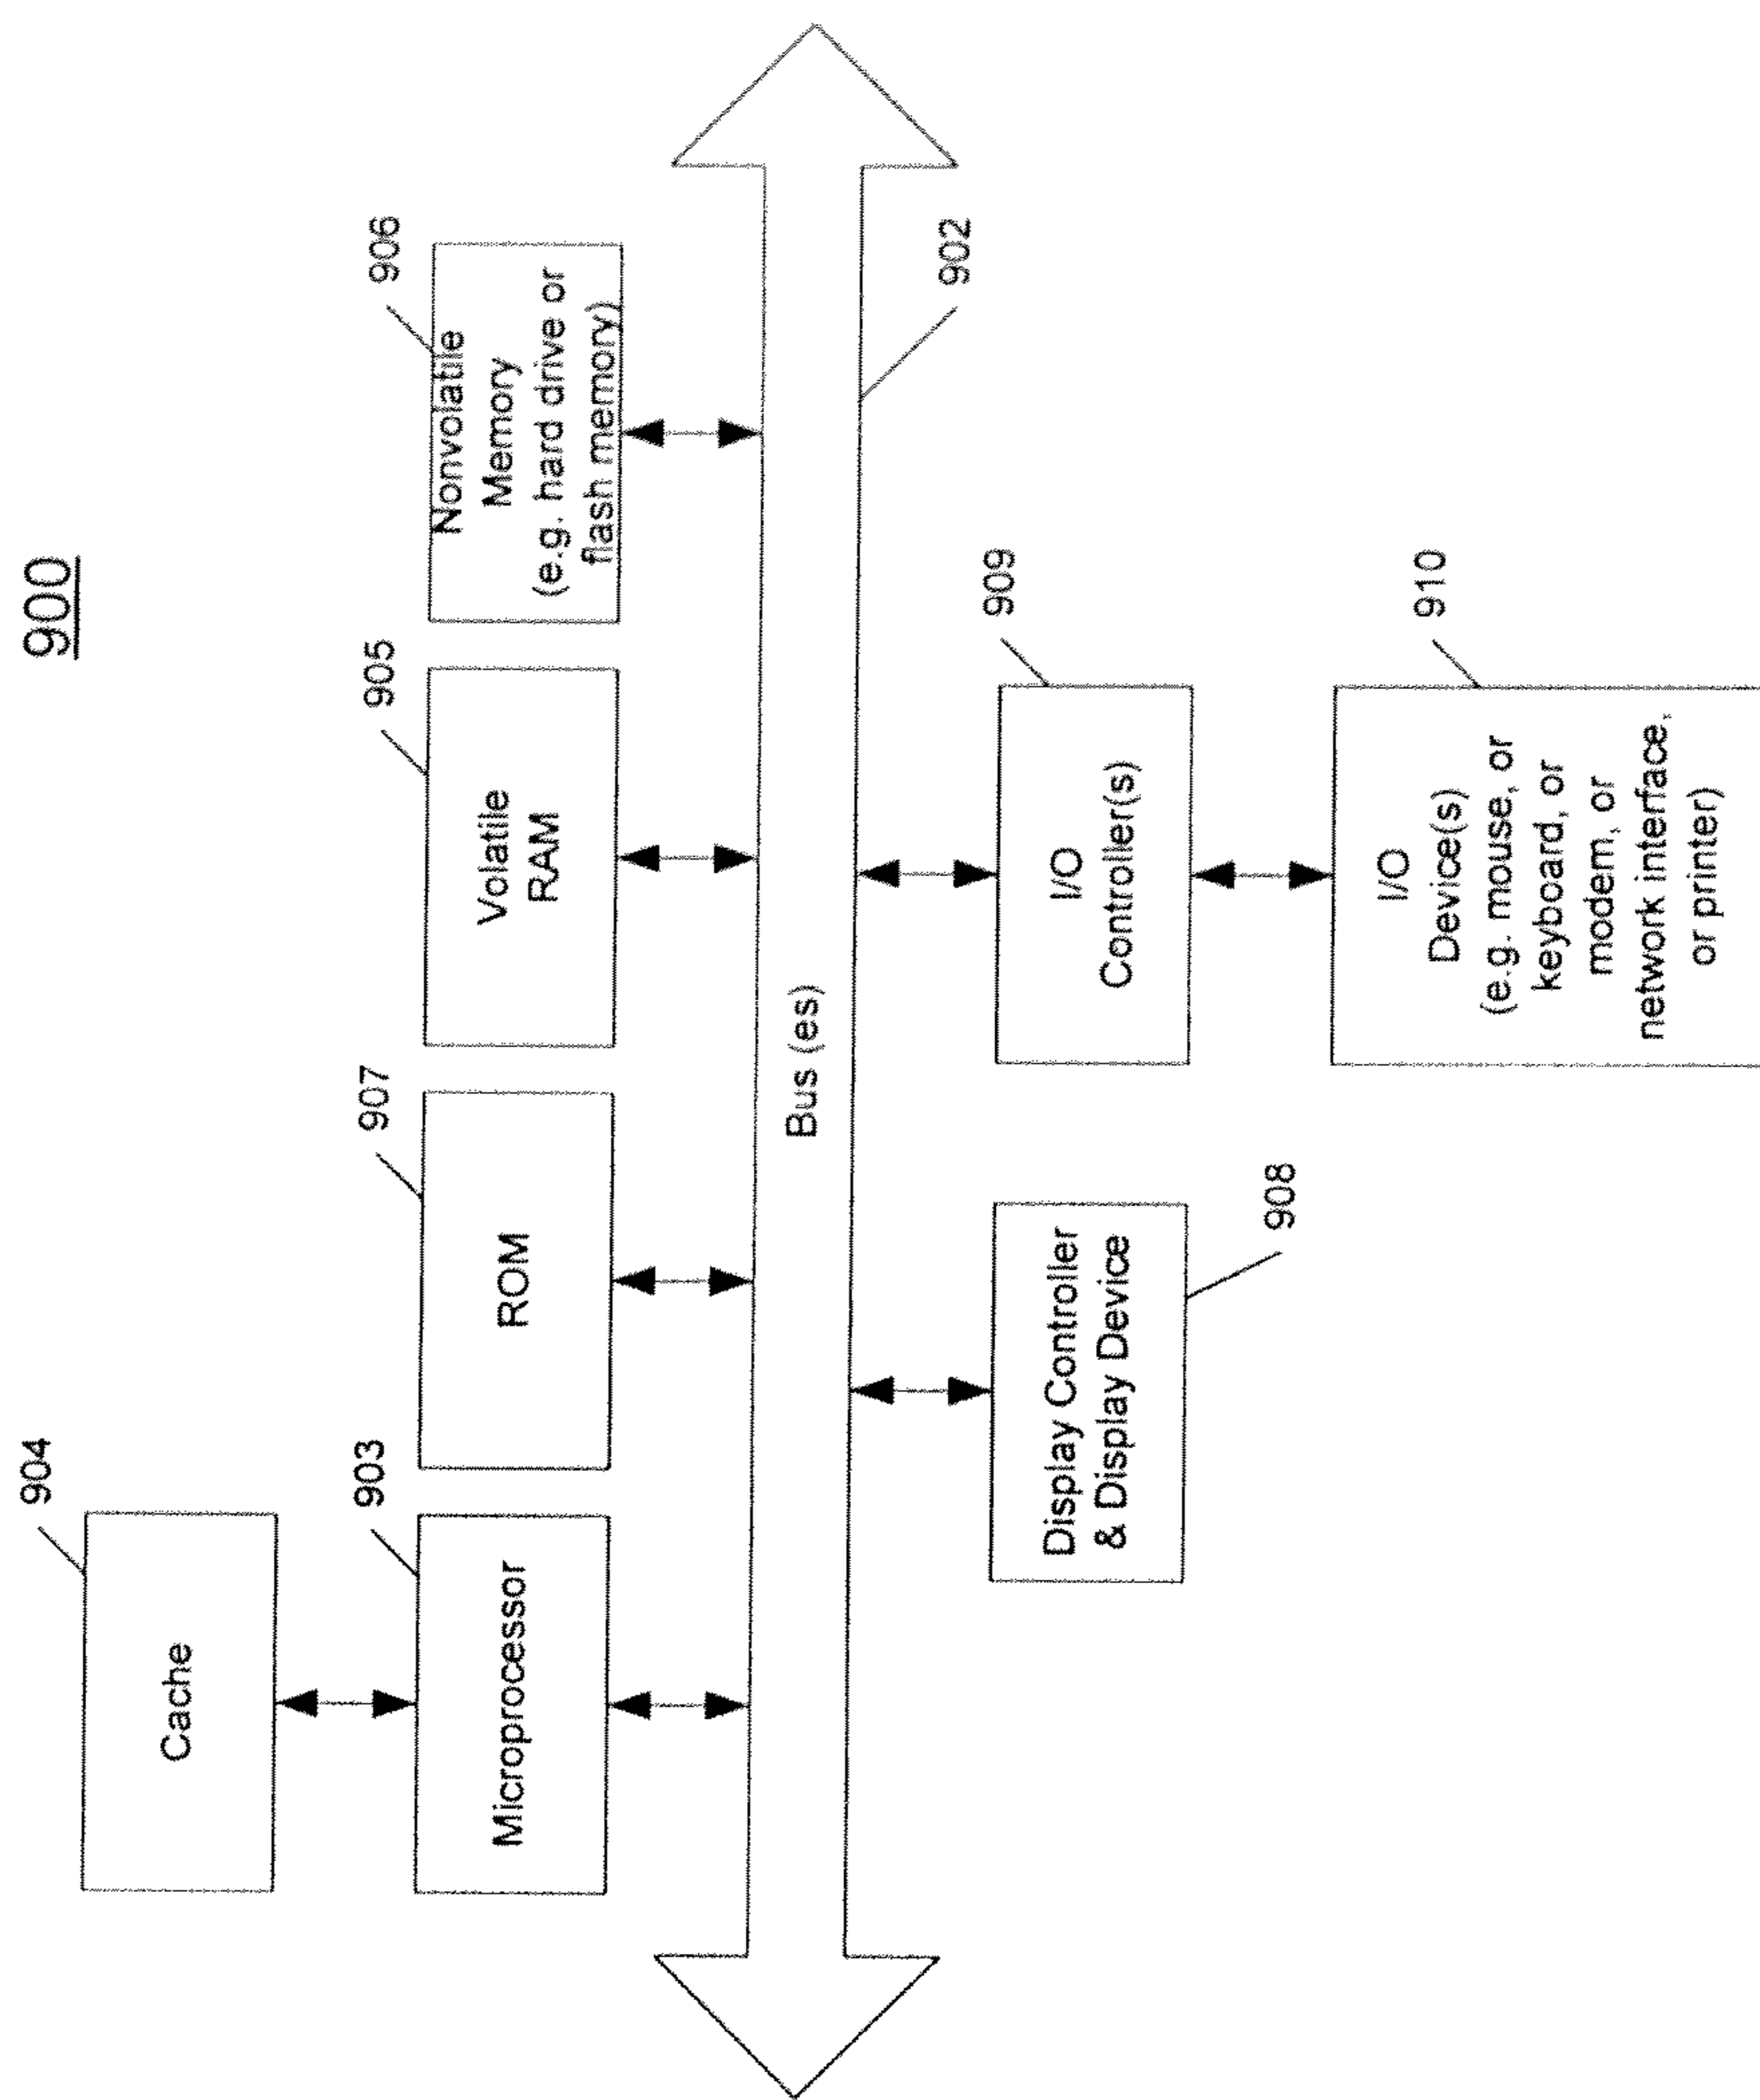 900
904
Cache
903
Microprocessor
907
ROM
905
Volatile
RAM
906
Nonvolatile
Memory
(e.g. hard drive or
flash memory)
Bus (es)
902
Display Controller
& Display Device
908
909
I/O
Controller(s)
910
I/O
Device(s)
(e.g. mouse, or
keyboard, or
modem, or
network interface,
or printer)